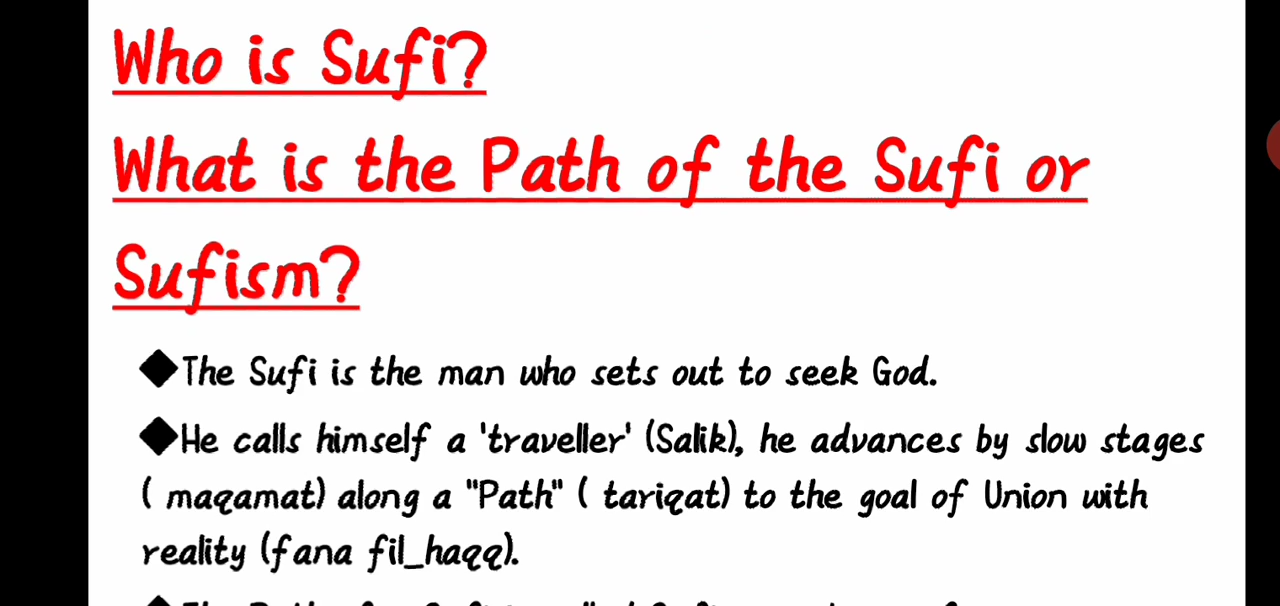 Who is Sufi?
What is the Path of the Sufi or
Sufism?
◆The Sufi is the man who sets out to seek God.
◆He calls himself a 'traveller' (Salik), he advances by slow stages
( maqamat) along a "Path" ( tariqat) to the goal of Union with
reality (fana fil_haqq).